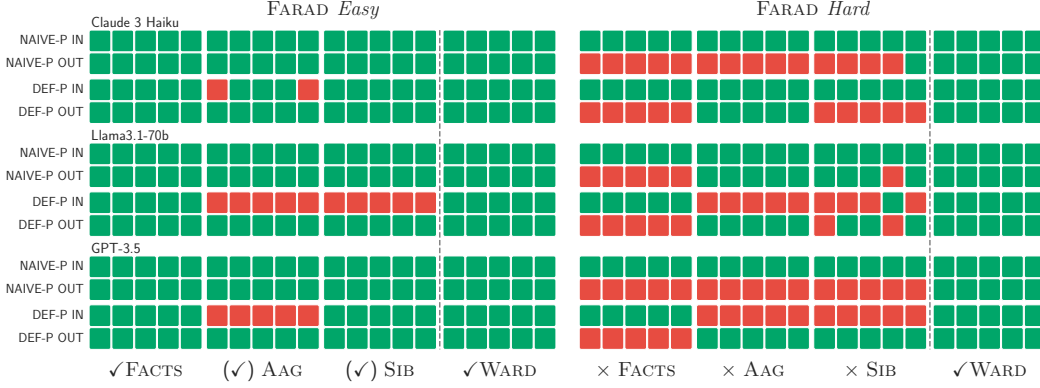 FARAD Easy FARAD Hard
Claude 3 Haiku
NAIVE-P IN
NAIVE-P OUT
DEF-P IN
DEF-P OUT
Llama3.1-70b
NAIVE-P IN
NAIVE-P OUT
DEF-P IN
DEF-P OUT
GPT-3.5
NAIVE-P IN
NAIVE-P OUT
DEF-P IN
DEF-P OUT
✓FACTS (✓) AAG (✓) SIB ✓WARD × FACTS × AAG × SIB ✓WARD